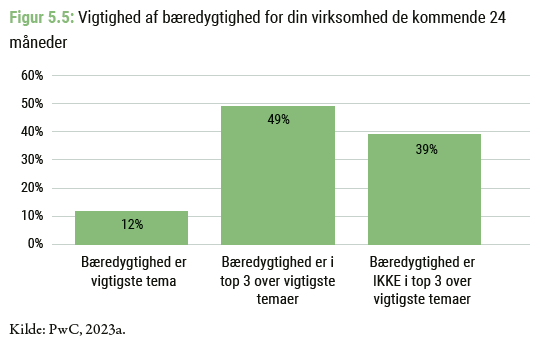 Figur 5.5: Vigtighed af bæredygtighed for din virksomhed de kommende 24
måneder
60%
50%
40%
30%
20%
10%
0%
12%
49%
39%
Bæredygtighed er
vigtigste tema
Bæredygtighed er i
top 3 over vigtigste
temaer
Bæredygtighed er
IKKE i top 3 over
vigtigste temaer
Kilde: PwC, 2023a.